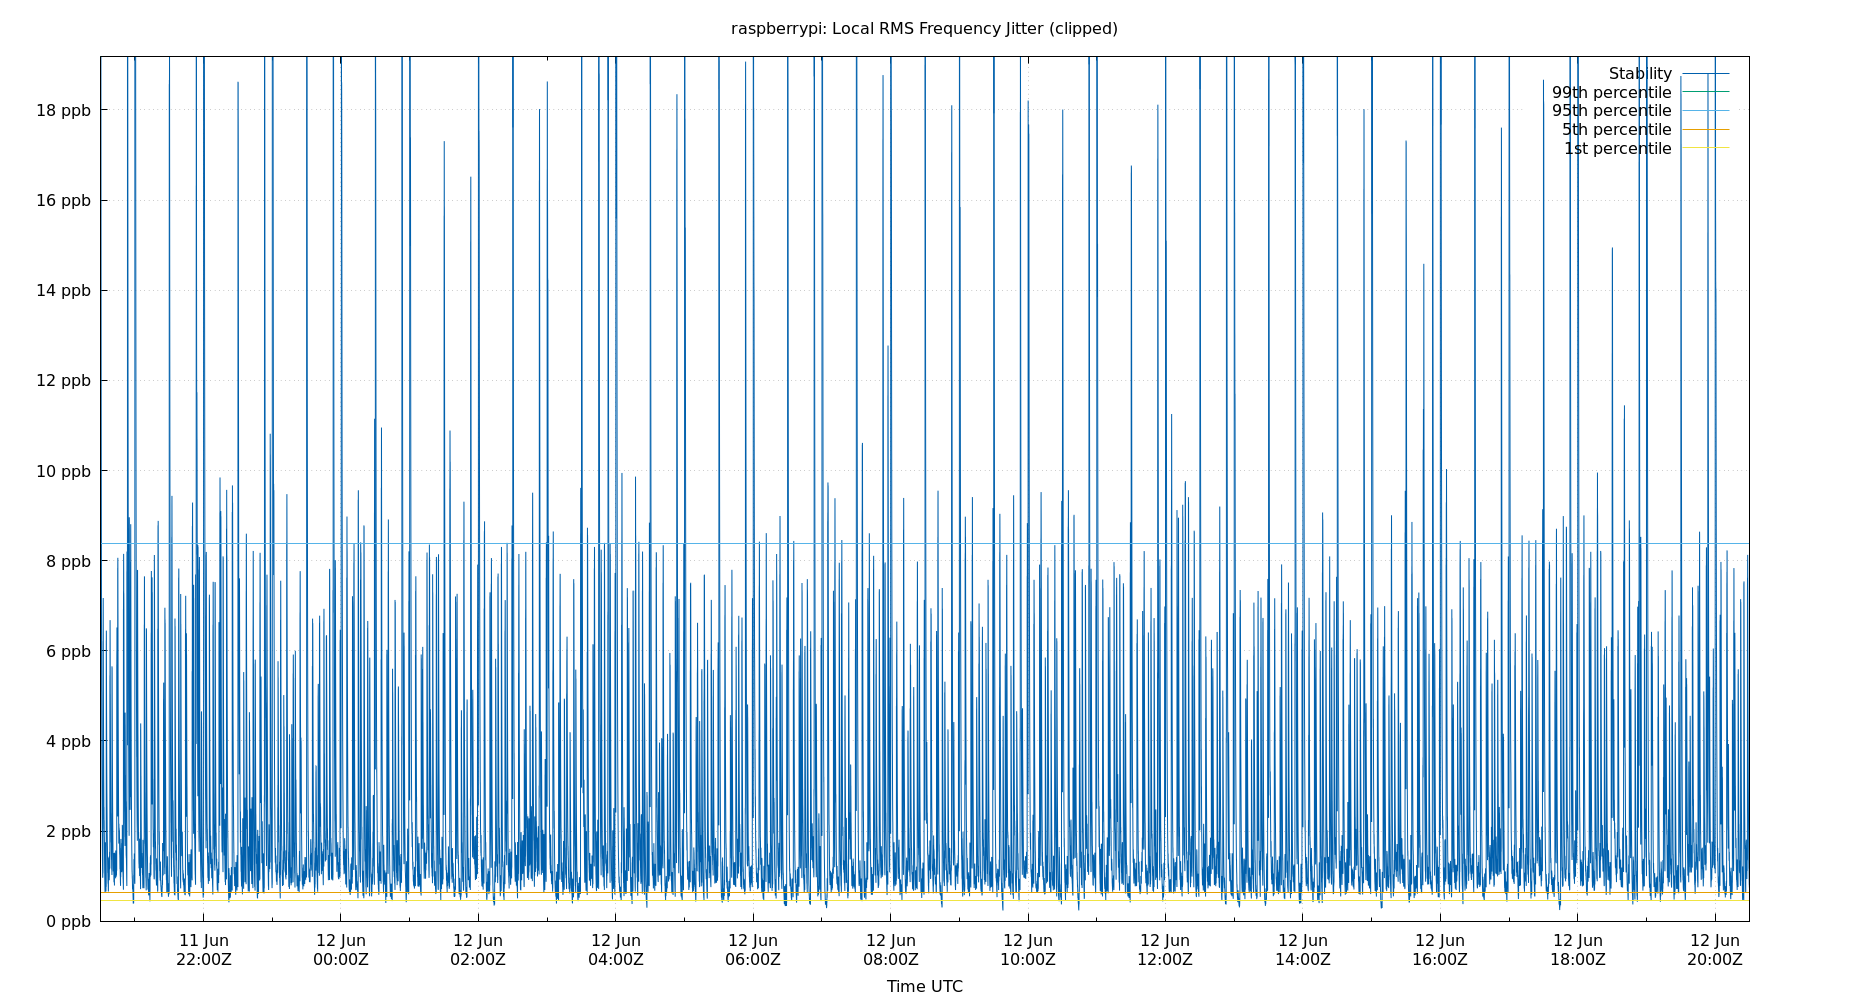 raspberrypi: Local RMS Frequency Jitter (clipped)
Stability
99th percentile
95th percentile
5th percentile
1st percentile
18 ppb
16 ppb
14 ppb
12 ppb
10 ppb
8 ppb
6 ppb
4 ppb
2 ppb
0 ppb
11 Jun 12 Jun 12 Jun 12 Jun 12 Jun 12 Jun 12 Jun 12 Jun 12 Jun 12 Jun 12 Jun 12 Jun
22:00Z 00:00Z 02:00Z 04:00Z 06:00Z 08:00Z 10:00Z 12:00Z 14:00Z 16:00Z 18:00Z 20:00Z
Time UTC